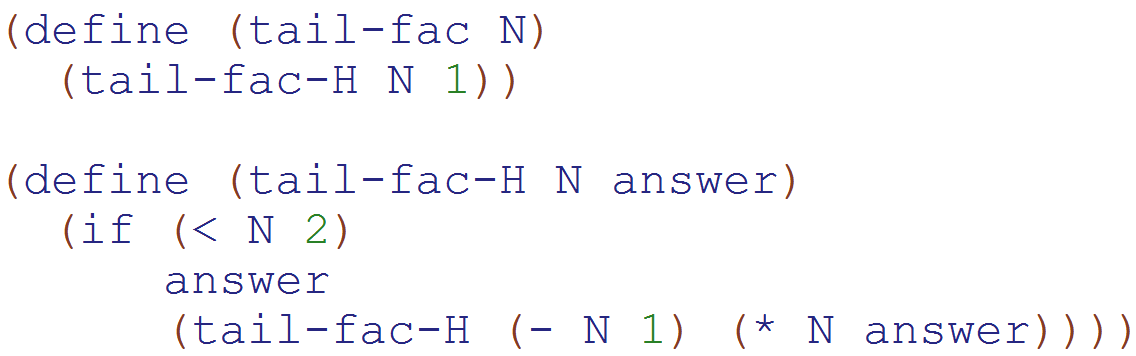 (define (tail-fac N)
(tail-fac-H N 1))
(define (tail-fac-H N answer)
(if (< N 2)
answer
(tail-fac-H (- N 1) (* N answer))))